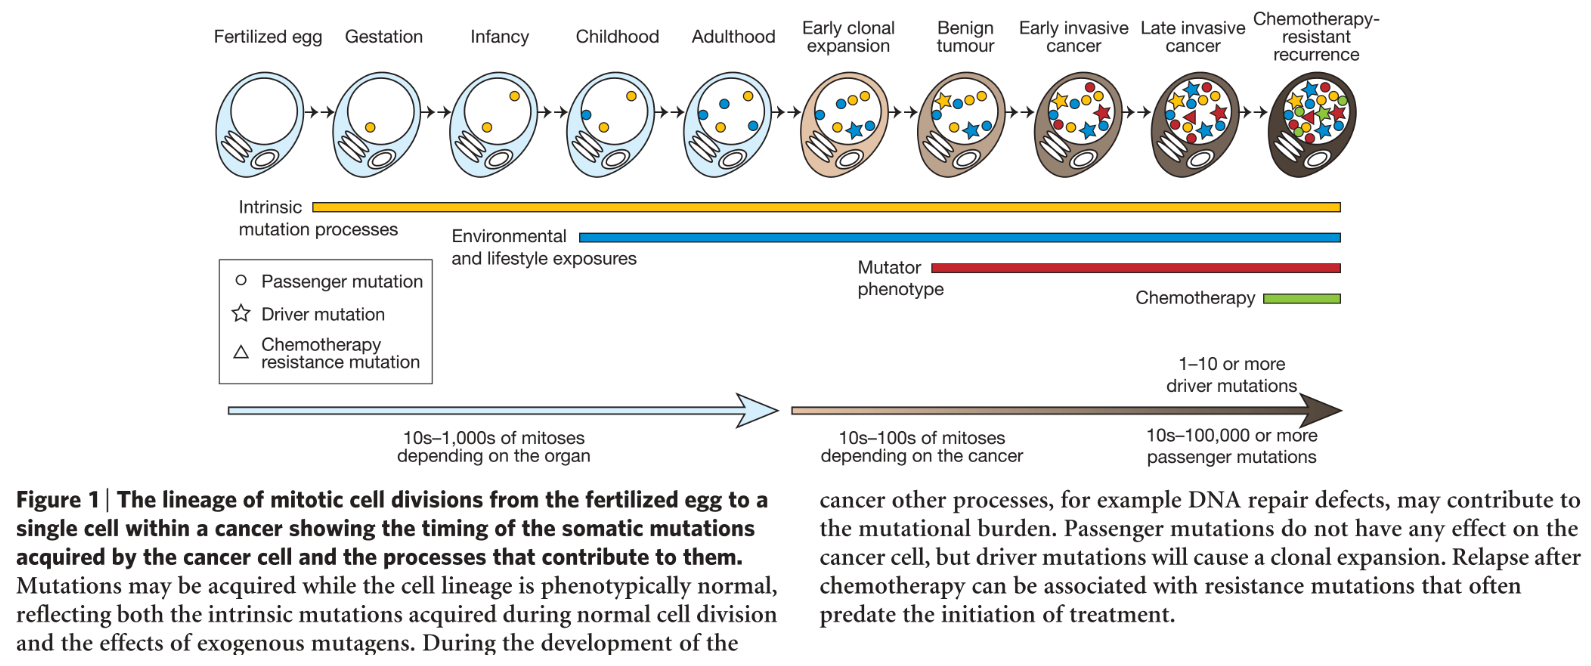 Fertilized egg
Gestation
Infancy
Childhood
Adulthood
Early clonal
expansion
Benign
tumour
Early invasive
cancer
Late invasive
cancer
Chemotherapy-
resistant
recurrence
Intrinsic
mutation processes
Environmental
and lifestyle exposures
Mutator
phenotype
Chemotherapy
Passenger mutation
Driver mutation
Chemotherapy
resistance mutation
1–10 or more
driver mutations
10s–1,000s of mitoses
depending on the organ
10s–100s of mitoses
depending on the cancer
10s–100,000 or more
passenger mutations
Figure 1 | The lineage of mitotic cell divisions from the fertilized egg to a
single cell within a cancer showing the timing of the somatic mutations
acquired by the cancer cell and the processes that contribute to them.
Mutations may be acquired while the cell lineage is phenotypically normal,
reflecting both the intrinsic mutations acquired during normal cell division
and the effects of exogenous mutagens. During the development of the
cancer other processes, for example DNA repair defects, may contribute to
the mutational burden. Passenger mutations do not have any effect on the
cancer cell, but driver mutations will cause a clonal expansion. Relapse after
chemotherapy can be associated with resistance mutations that often
predate the initiation of treatment.